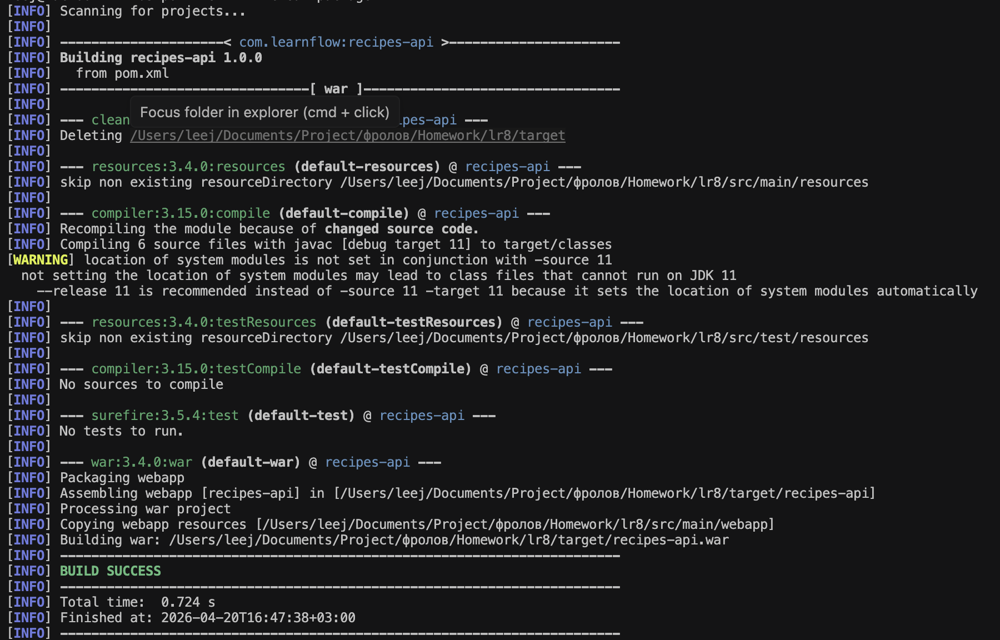 [INFO] Scanning for projects...
[INFO]
[INFO] ---------------------< com.learnflow:recipes-api >----------------------
[INFO] Building recipes-api 1.0.0
[INFO]   from pom.xml
[INFO] --------------------------------[ war ]---------------------------------
[INFO]
Focus folder in explorer (cmd + click)
[INFO] --- clean pes-api ---
[INFO] Deleting /Users/leej/Documents/Project/фролов/Homework/lr8/target
[INFO]
[INFO] --- resources:3.4.0:resources (default-resources) @ recipes-api ---
[INFO] skip non existing resourceDirectory /Users/leej/Documents/Project/фролов/Homework/lr8/src/main/resources
[INFO]
[INFO] --- compiler:3.15.0:compile (default-compile) @ recipes-api ---
[INFO] Recompiling the module because of changed source code.
[INFO] Compiling 6 source files with javac [debug target 11] to target/classes
[WARNING] location of system modules is not set in conjunction with -source 11
  not setting the location of system modules may lead to class files that cannot run on JDK 11
    --release 11 is recommended instead of -source 11 -target 11 because it sets the location of system modules automatically
[INFO]
[INFO] --- resources:3.4.0:testResources (default-testResources) @ recipes-api ---
[INFO] skip non existing resourceDirectory /Users/leej/Documents/Project/фролов/Homework/lr8/src/test/resources
[INFO]
[INFO] --- compiler:3.15.0:testCompile (default-testCompile) @ recipes-api ---
[INFO] No sources to compile
[INFO]
[INFO] --- surefire:3.5.4:test (default-test) @ recipes-api ---
[INFO] No tests to run.
[INFO]
[INFO] --- war:3.4.0:war (default-war) @ recipes-api ---
[INFO] Packaging webapp
[INFO] Assembling webapp [recipes-api] in [/Users/leej/Documents/Project/фролов/Homework/lr8/target/recipes-api]
[INFO] Processing war project
[INFO] Copying webapp resources [/Users/leej/Documents/Project/фролов/Homework/lr8/src/main/webapp]
[INFO] Building war: /Users/leej/Documents/Project/фролов/Homework/lr8/target/recipes-api.war
[INFO] ------------------------------------------------------------------------
[INFO] BUILD SUCCESS
[INFO] ------------------------------------------------------------------------
[INFO] Total time:  0.724 s
[INFO] Finished at: 2026-04-20T16:47:38+03:00
[INFO] ------------------------------------------------------------------------